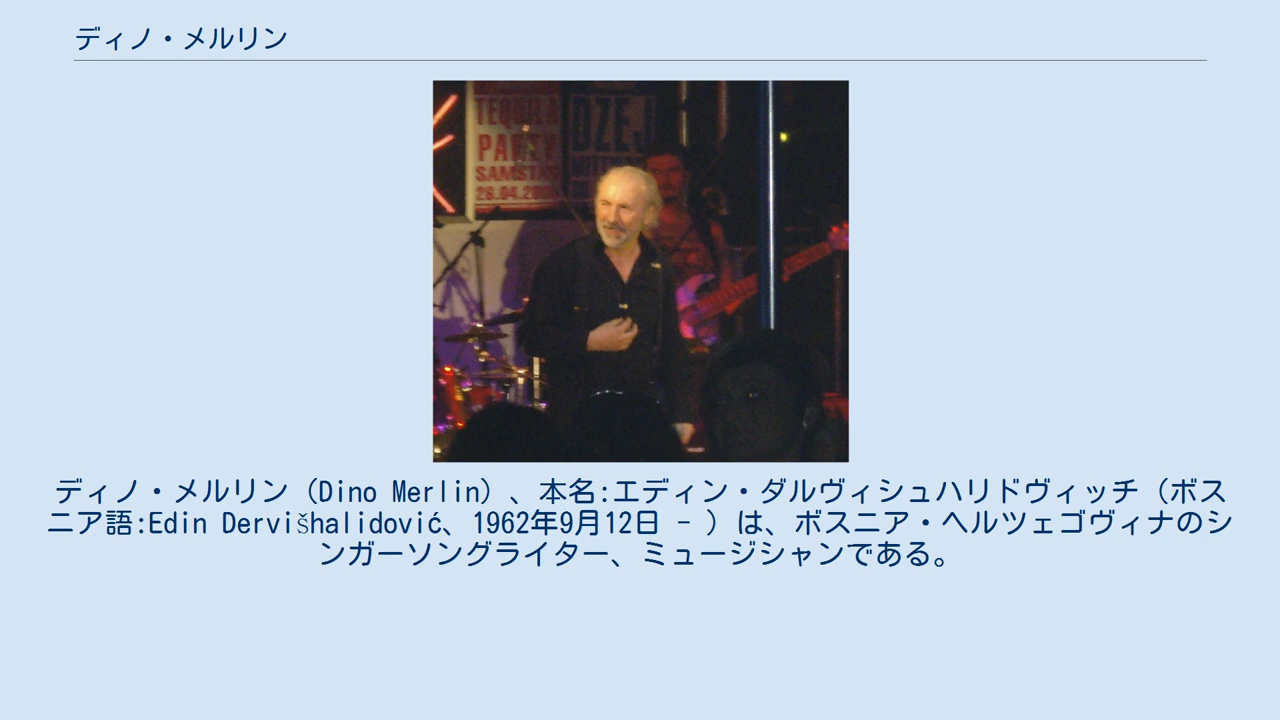 ディノ・メルリン
TEQUILA
PARTY
SAMSTAG
DZEJ
ディノ・メルリン（Dino Merlin）、本名:エディン・ダルヴィシュハリドヴィッチ（ボス
ニア語:Edin Dervišhalidović、1962年9月12日 - ）は、ボスニア・ヘルツェゴヴィナのシ
ンガーソングライター、ミュージシャンである。